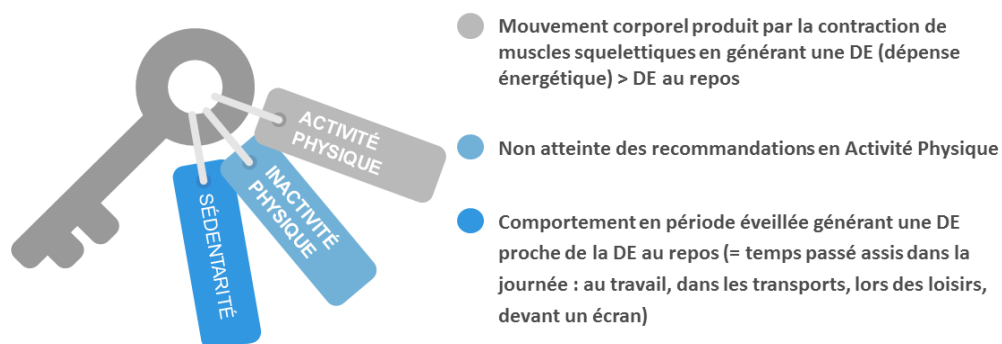 ACTIVITÉ
PHYSIQUE
INACTIVITÉ
PHYSIQUE
SÉDENTARITÉ
Mouvement corporel produit par la contraction de
muscles squelettiques en générant une DE (dépense
énergétique) > DE au repos
Non atteinte des recommandations en Activité Physique
Comportement en période éveillée générant une DE
proche de la DE au repos (= temps passé assis dans la
journée : au travail, dans les transports, lors des loisirs,
devant un écran)